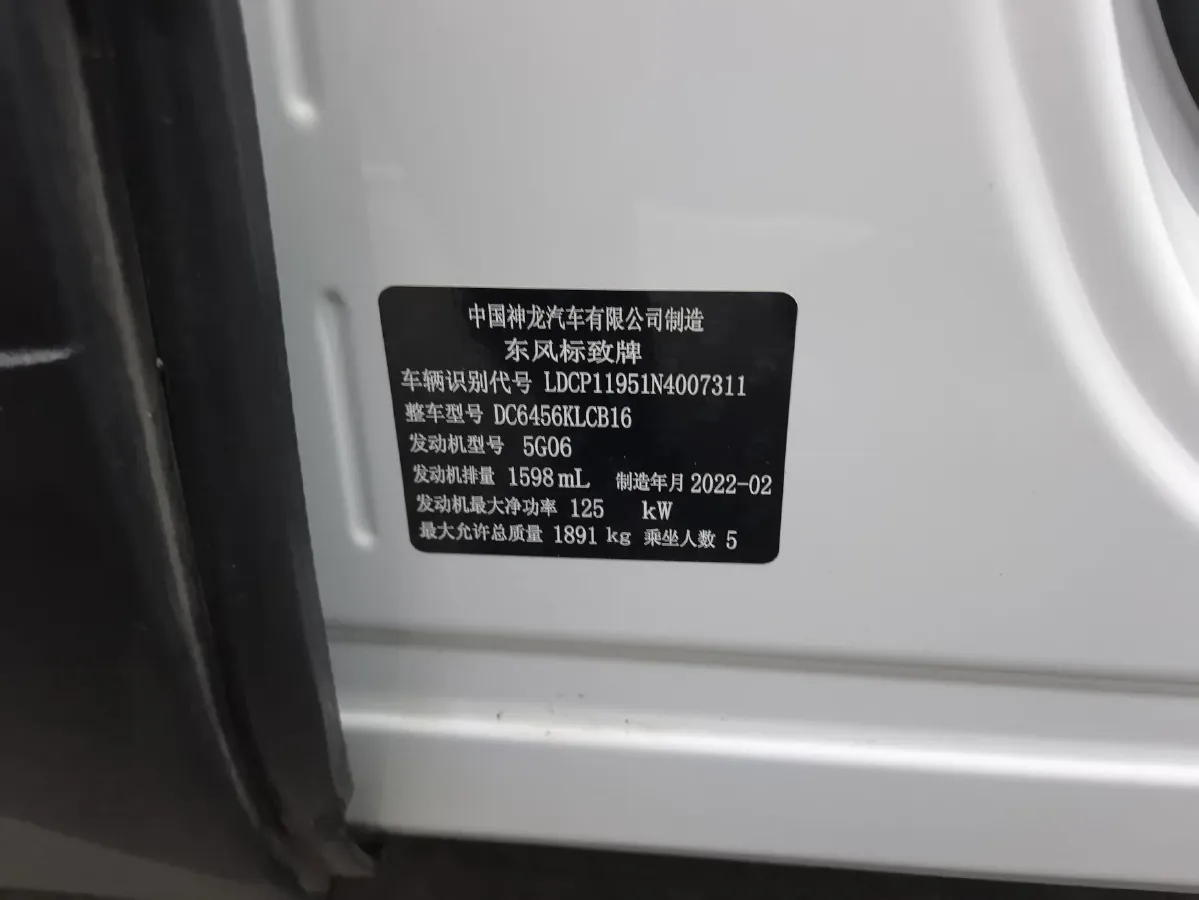 中国神龙汽车有限公司制造
东风标致牌
车辆识别代号 LDCP11951N4007311
整车型号 DC6456KLCB16
发动机型号 5G06
发动机排量 1598mL 制造年月 2022-02
发动机最大净功率 125 kW
最大允许总质量 1891 kg 乘坐人数 5